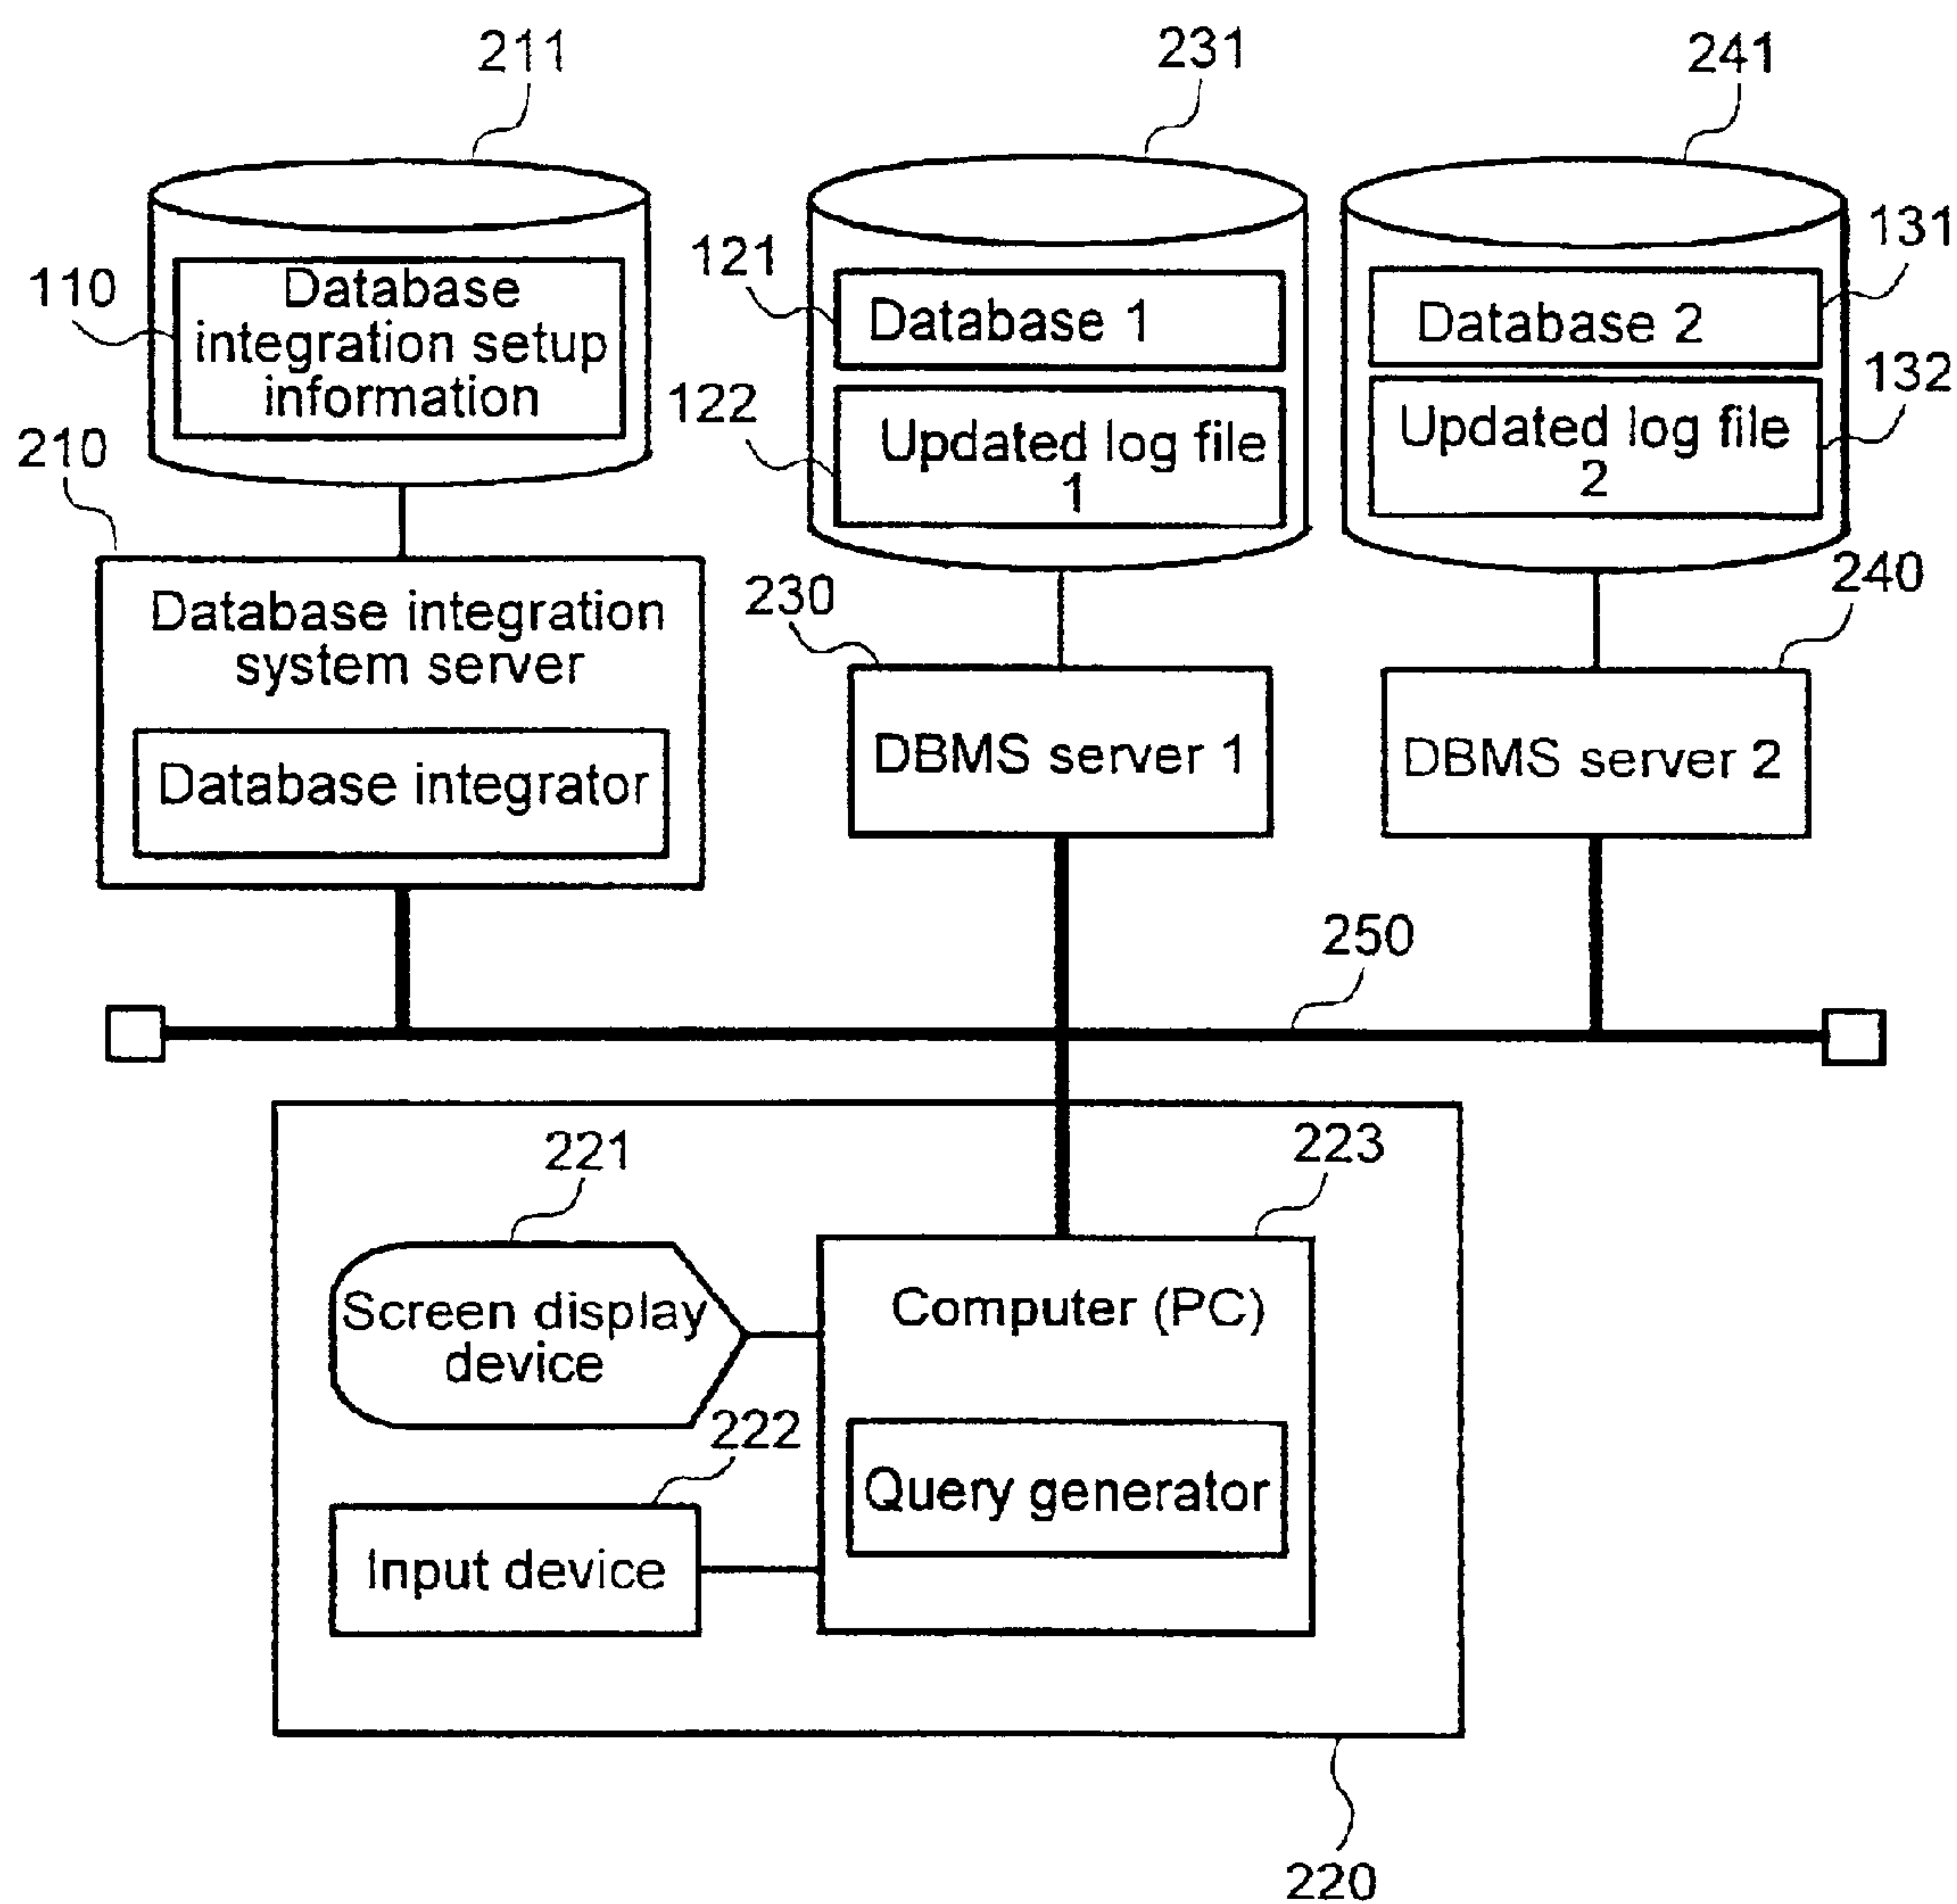 211
231
241
110
Database
integration setup
information
121
Database 1
122
Updated log file
1
131
Database 2
132
Updated log file
2
210
Database integration
system server
Database integrator
230
DBMS server 1
240
DBMS server 2
250
221
223
Screen display
device
Computer (PC)
222
Query generator
Input device
220